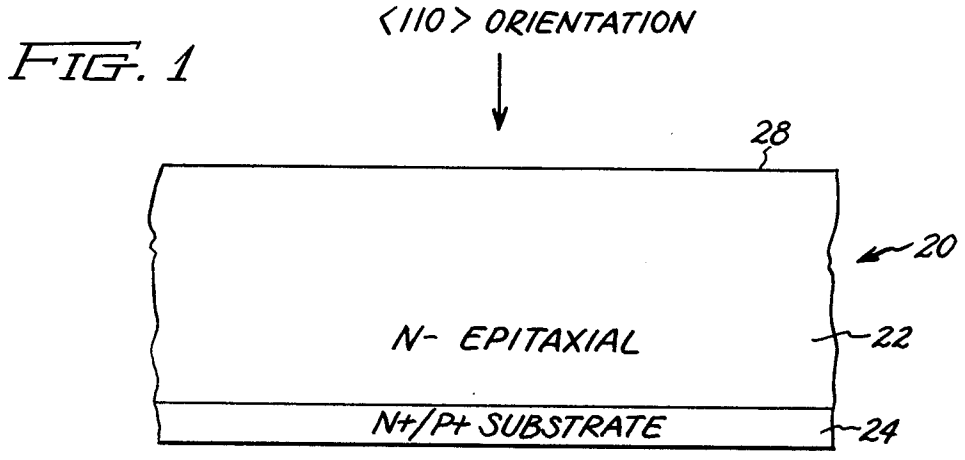 <110> ORIENTATION
FIG. 1
28
20
N- EPITAXIAL
22
N+/P+ SUBSTRATE
24